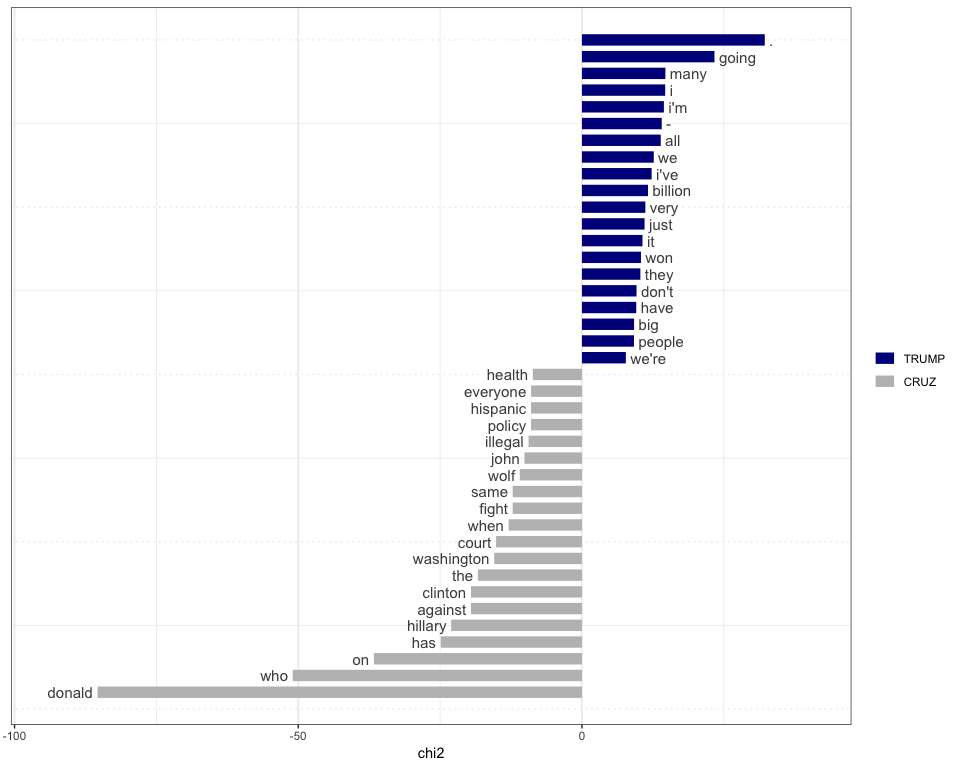 .
going
many
i
i'm
-
all
we
i've
billion
very
just
it
won
they
don't
have
big
people
we're
health
everyone
hispanic
policy
illegal
john
wolf
same
fight
when
court
washington
the
clinton
against
hillary
has
on
who
donald
TRUMP
CRUZ
-100
-50
0
chi2